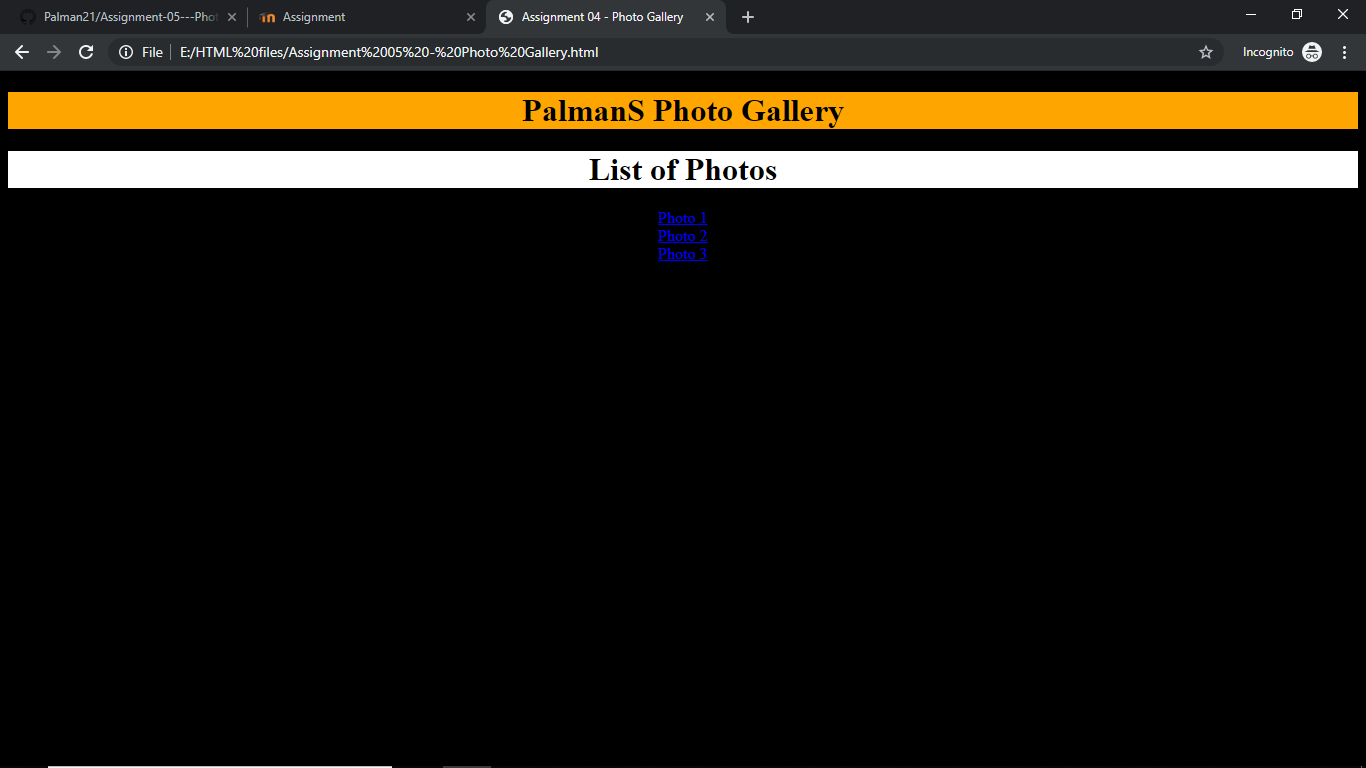 Palman21/Assignment-05---Phot
Assignment
Assignment 04 - Photo Gallery
File
E:/HTML%20files/Assignment%2005%20-%20Photo%20Gallery.html
Incognito
PalmanS Photo Gallery
List of Photos
Photo 1
Photo 2
Photo 3